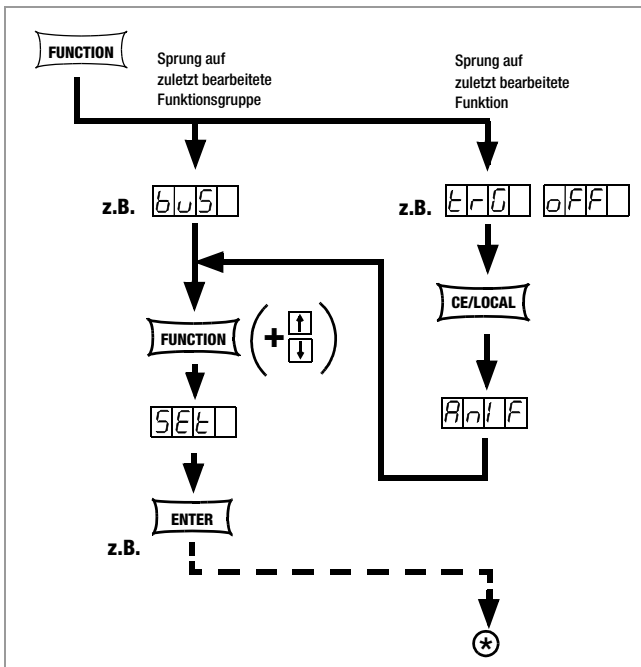 FUNCTION
Sprung auf
zuletzt bearbeitete
Funktionsgruppe
Sprung auf
zuletzt bearbeitete
Funktion
z.B. buS
z.B. trG oFF
CE/LOCAL
FUNCTION (+ ↑ ↓)
AnIF
SEt
ENTER
z.B.
*